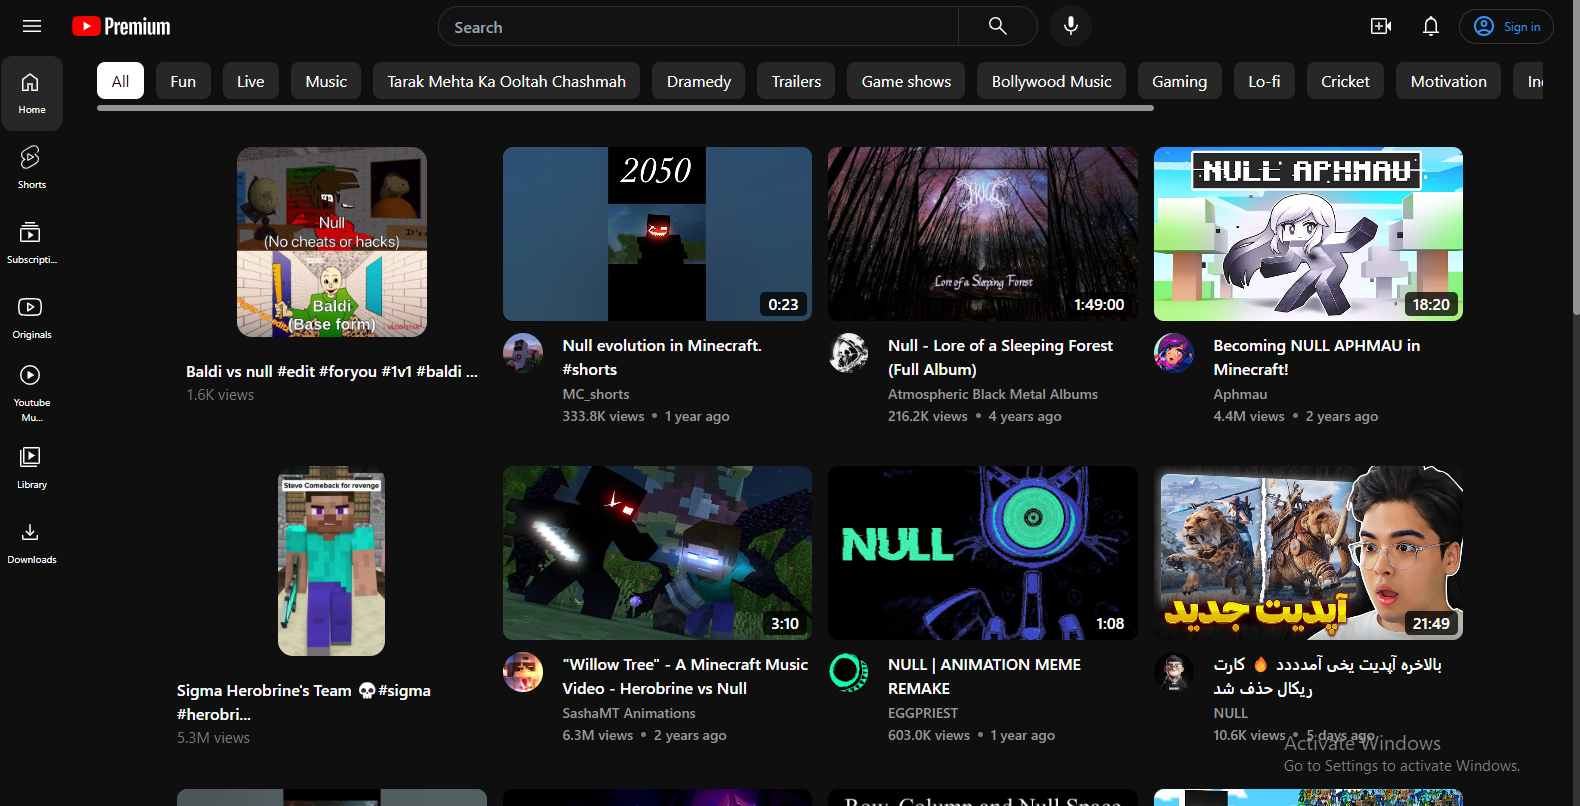 Premium
Search
Sign in
All
Fun
Live
Music
Tarak Mehta Ka Ooltah Chashmah
Dramedy
Trailers
Game shows
Bollywood Music
Gaming
Lo-fi
Cricket
Motivation
Home
Shorts
Subscripti...
Originals
Youtube
Mu...
Library
Downloads
Null
(No cheats or hacks)
Baldi
(Base form)
Baldi vs null #edit #foryou #1v1 #baldi ...
1.6K views
2050
0:23
Null evolution in Minecraft.
#shorts
MC_shorts
333.8K views • 1 year ago
NULL
Lore of a Sleeping Forest
1:49:00
Null - Lore of a Sleeping Forest
(Full Album)
Atmospheric Black Metal Albums
216.2K views • 4 years ago
NULL APHMAU
18:20
Becoming NULL APHMAU in
Minecraft!
Aphmau
4.4M views • 2 years ago
Steve Comeback for revenge
Sigma Herobrine's Team 💀#sigma
#herobri...
5.3M views
3:10
"Willow Tree" - A Minecraft Music
Video - Herobrine vs Null
SashaMT Animations
6.3M views • 2 years ago
NULL
1:08
NULL | ANIMATION MEME
REMAKE
EGGPRIEST
603.0K views • 1 year ago
آپدیت جدید
21:49
بالاخره آپدیت یخی آمدددد 🔥 کارت
ریکال حذف شد
NULL
10.6K views • 5 days ago
Activate Windows
Go to Settings to activate Windows.
Row, Column and Null Space